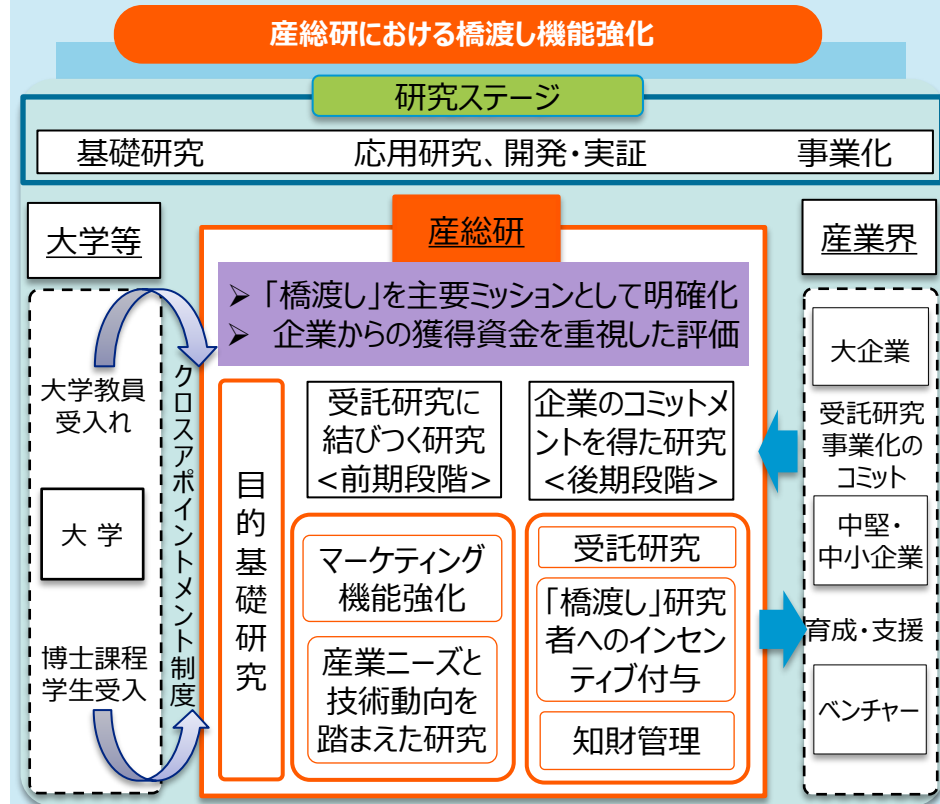 産総研における橋渡し機能強化
研究ステージ
基礎研究
応用研究、開発・実証
事業化
大学等
大学教員
受入れ
大 学
博士課程
学生受入
クロスアポイントメント制度
産総研
➢ 「橋渡し」を主要ミッションとして明確化
➢ 企業からの獲得資金を重視した評価
目的基礎研究
受託研究に
結びつく研究
<前期段階>
マーケティング
機能強化
産業ニーズと
技術動向を
踏まえた研究
企業のコミットメ
ントを得た研究
<後期段階>
受託研究
「橋渡し」研究
者へのインセン
ティブ付与
知財管理
産業界
大企業
受託研究
事業化の
コミット
中堅・
中小企業
育成・支援
ベンチャー